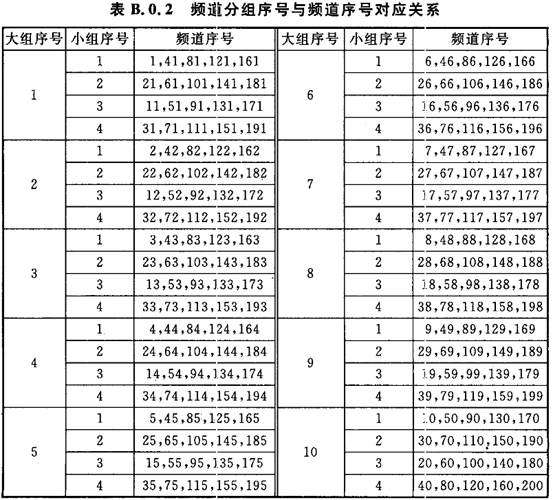 表 B.0.2 频道分组序号与频道序号对应关系
大组序号 小组序号 频道序号 大组序号 小组序号 频道序号
1 1 1,41,81,121,161 6 1 6,46,86,126,166
2 21,61,101,141,181 2 26,66,106,146,186
3 11,51,91,131,171 3 16,56,96,136,176
4 31,71,111,151,191 4 36,76,116,156,196
2 1 2,42,82,122,162 7 1 7,47,87,127,167
2 22,62,102,142,182 2 27,67,107,147,187
3 12,52,92,132,172 3 17,57,97,137,177
4 32,72,112,152,192 4 37,77,117,157,197
3 1 3,43,83,123,163 8 1 8,48,88,128,168
2 23,63,103,143,183 2 28,68,108,148,188
3 13,53,93,133,173 3 18,58,98,138,178
4 33,73,113,153,193 4 38,78,118,158,198
4 1 4,44,84,124,164 9 1 9,49,89,129,169
2 24,64,104,144,184 2 29,69,109,149,189
3 14,54,94,134,174 3 19,59,99,139,179
4 34,74,114,154,194 4 39,79,119,159,199
5 1 5,45,85,125,165 10 1 10,50,90,130,170
2 25,65,105,145,185 2 30,70,110,150,190
3 15,55,95,135,175 3 20,60,100,140,180
4 35,75,115,155,195 4 40,80,120,160,200